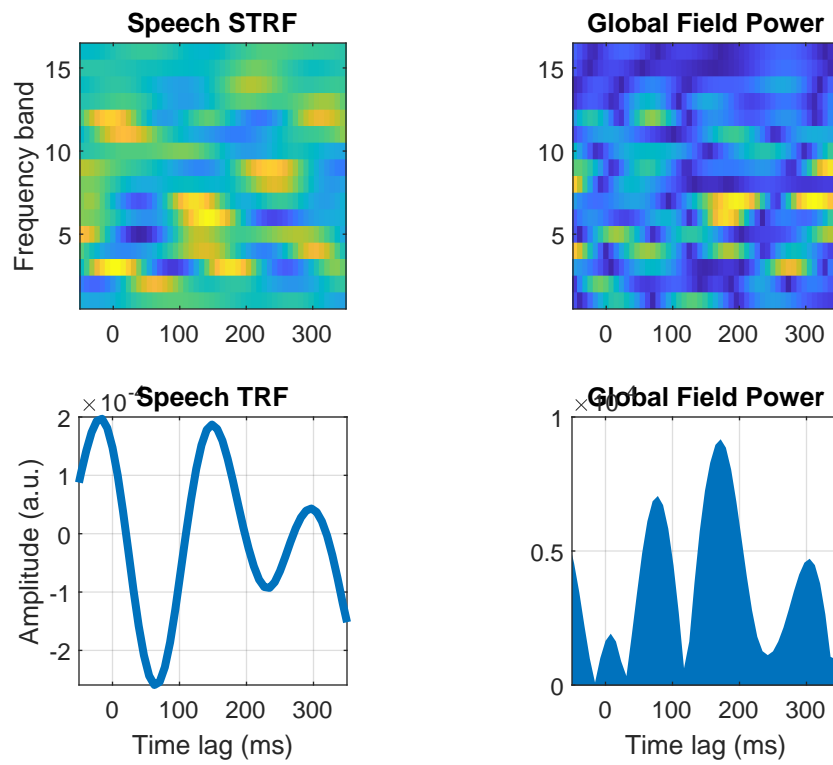 Speech STRF
Global Field Power
Frequency band
15
10
5
0 100 200 300
15
10
5
0 100 200 300
× 10-4
Speech TRF
Global Field Power
Amplitude (a.u.)
2
1
0
-1
-2
0 100 200 300
Time lag (ms)
1
0.5
0
0 100 200 300
Time lag (ms)